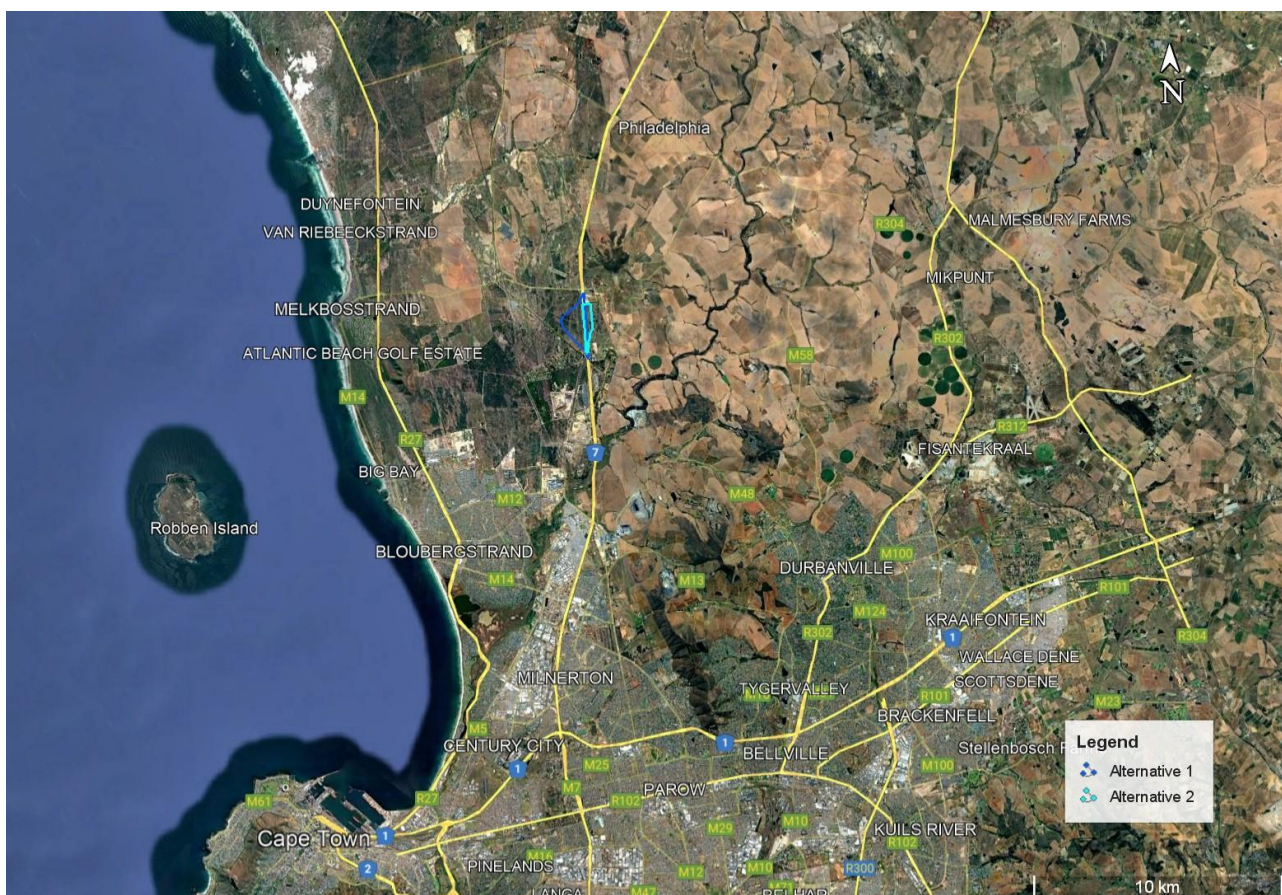 N
Philadelphia
DUYNEFONTEIN
VAN RIEBEECKSTRAND
R304
MALMESBURY FARMS
MIKPUNT
MELKBOSSTRAND
R302
ATLANTIC BEACH GOLF ESTATE
M58
M14
R27
R312
FISANTEKRAAL
7
BIG BAY
M12
M48
Robben Island
BLOUBERGSTRAND
M100
DURBANVILLE
M14
M13
R101
M124
KRAAIFONTEIN
R302
1
R304
WALLACE DENE
MILNERTON
SCOTTSDENE
TYGERVALLEY
R101
M23
BRACKENFELL
M5
CENTURY CITY
1
BELLVILLE
Stellenbosch
Legend
M25
1
M100
Alternative 1
M7
PAROW
Alternative 2
M61
R27
R102
M29
M10
KUILS RIVER
Cape Town
1
R102
M16
PINELANDS
2
M12
M10
R300
10 km
LANGA
M47
BELHAR